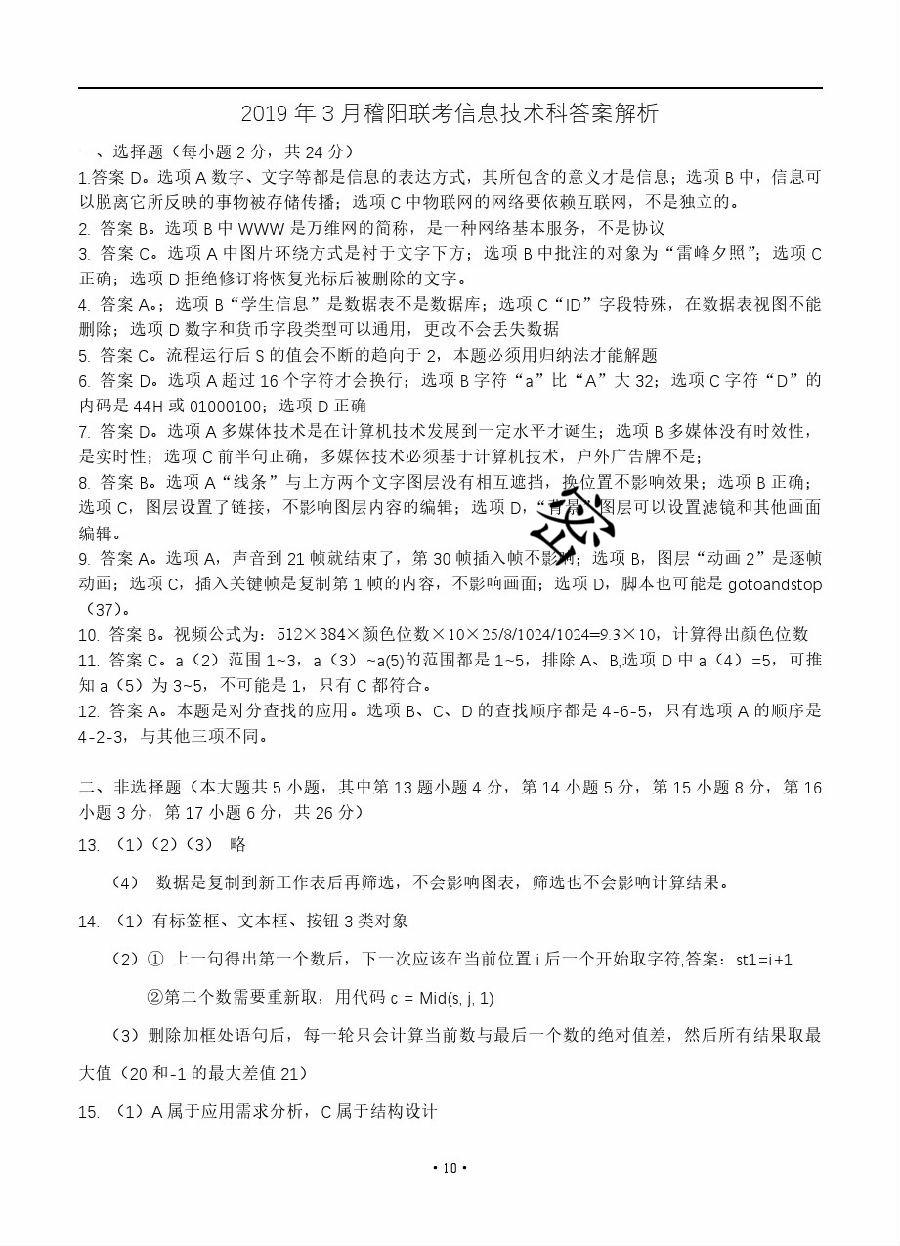 2019 年 3 月稽阳联考信息技术科答案解析
、选择题（每小题 2 分，共 24 分）
1.答案 D。选项 A 数字、文字等都是信息的表达方式，其所包含的意义才是信息；选项 B 中，信息可
以脱离它所反映的事物被存储传播；选项 C 中物联网的网络要依赖互联网，不是独立的。
2. 答案 B。选项 B 中 WWW 是万维网的简称，是一种网络基本服务，不是协议
3. 答案 C。选项 A 中图片环绕方式是衬于文字下方；选项 B 中批注的对象为“雷峰夕照”；选项 C
正确；选项 D 拒绝修订将恢复光标后被删除的文字。
4. 答案 A。；选项 B“学生信息”是数据表不是数据库；选项 C“ID”字段特殊，在数据表视图不能
删除；选项 D 数字和货币字段类型可以通用，更改不会丢失数据
5. 答案 C。流程运行后 S 的值会不断的趋向于 2，本题必须用归纳法才能解题
6. 答案 D。选项 A 超过 16 个字符才会换行；选项 B 字符“a”比“A”大 32；选项 C 字符“D”的
内码是 44H 或 01000100；选项 D 正确
7. 答案 D。选项 A 多媒体技术是在计算机技术发展到一定水平才诞生；选项 B 多媒体没有时效性，
是实时性；选项 C 前半句正确，多媒体技术必须基于计算机技术，户外广告牌不是；
8. 答案 B。选项 A“线条”与上方两个文字图层没有相互遮挡，换位置不影响效果；选项 B 正确；
选项 C，图层设置了链接，不影响图层内容的编辑；选项 D，“背景”图层可以设置滤镜和其他画面
密
编辑。
9. 答案 A。选项 A，声音到 21 帧就结束了，第 30 帧插入帧不影响；选项 B，图层“动画 2”是逐帧
动画；选项 C，插入关键帧是复制第 1 帧的内容，不影响画面；选项 D，脚本也可能是 gotoandstop
（37）。
10. 答案 B。视频公式为：512×384×颜色位数×10×25/8/1024/1024=9.3×10，计算得出颜色位数
11. 答案 C。a（2）范围 1~3，a（3）~a(5)的范围都是 1~5，排除 A、B,选项 D 中 a（4）=5，可推
知 a（5）为 3~5，不可能是 1，只有 C 都符合。
12. 答案 A。本题是对分查找的应用。选项 B、C、D 的查找顺序都是 4-6-5，只有选项 A 的顺序是
4-2-3，与其他三项不同。
二、非选择题（本大题共 5 小题，其中第 13 题小题 4 分，第 14 小题 5 分，第 15 小题 8 分，第 16
小题 3 分，第 17 小题 6 分，共 26 分）
13. （1）（2）（3） 略
（4） 数据是复制到新工作表后再筛选，不会影响图表，筛选也不会影响计算结果。
14. （1）有标签框、文本框、按钮 3 类对象
（2）① 上一句得出第一个数后，下一次应该在当前位置 i 后一个开始取字符,答案：st1=i+1
②第二个数需要重新取，用代码 c = Mid(s, j, 1)
（3）删除加框处语句后，每一轮只会计算当前数与最后一个数的绝对值差，然后所有结果取最
大值（20 和-1 的最大差值 21）
15. （1）A 属于应用需求分析，C 属于结构设计
• 10 •